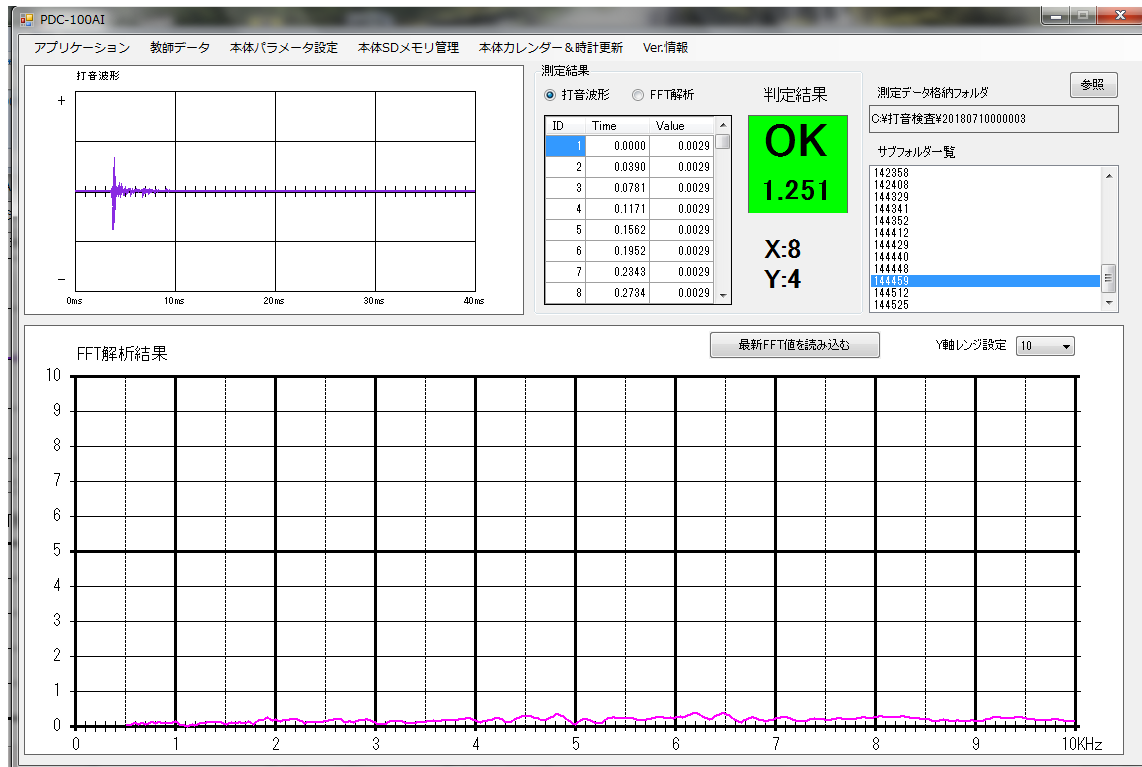 PDC-100AI
アプリケーション 教師データ 本体パラメータ設定 本体SDメモリ管理 本体カレンダー＆時計更新 Ver.情報
打音波形
+
－
0ms 10ms 20ms 30ms 40ms
測定結果
打音波形 FFT解析
ID Time Value
1 0.0000 0.0029
2 0.0390 0.0029
3 0.0781 0.0029
4 0.1171 0.0029
5 0.1562 0.0029
6 0.1952 0.0029
7 0.2343 0.0029
8 0.2734 0.0029
判定結果
OK
1.251
X:8
Y:4
測定データ格納フォルダ
参照
C:¥打音検査¥20180710000003
サブフォルダ一覧
142358
142408
144329
144341
144352
144412
144429
144440
144448
144459
144512
144525
FFT解析結果
最新FFT値を読み込む
Y軸レンジ設定 10
10
9
8
7
6
5
4
3
2
1
0
0 1 2 3 4 5 6 7 8 9 10KHz